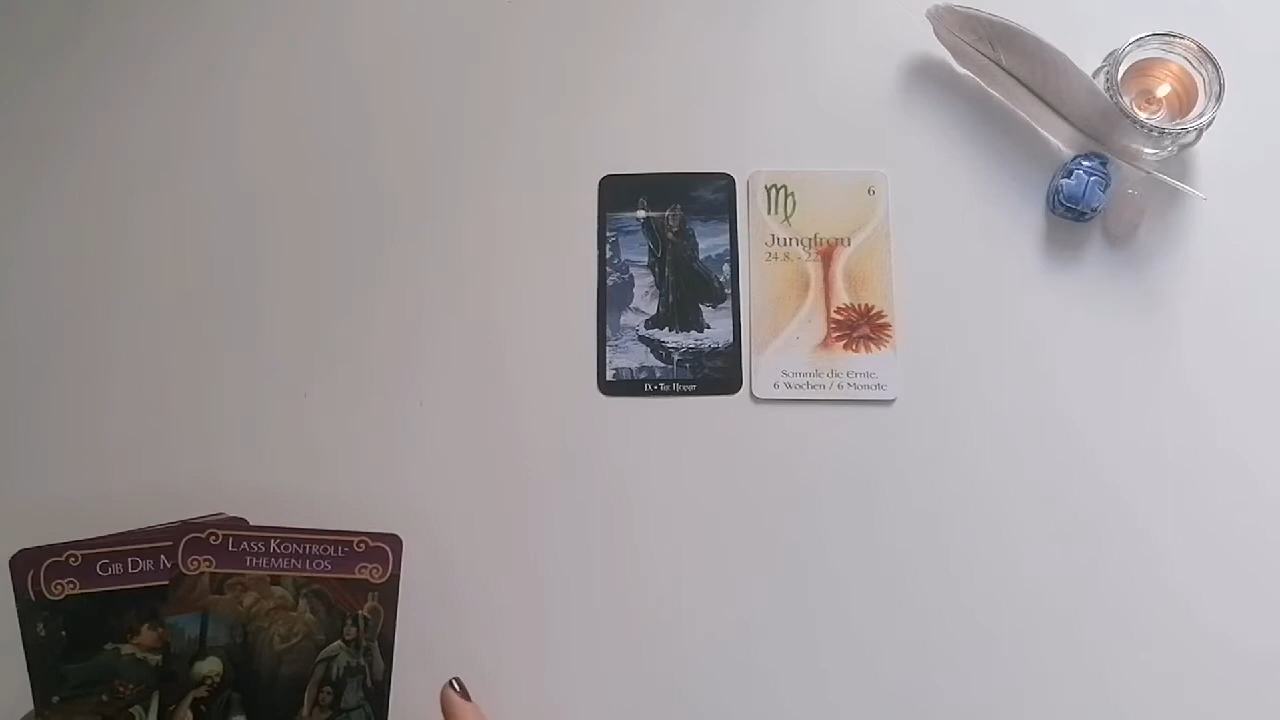 IX • The Hermit
♍ 6
Jungfrau
24.8. - 22
Sammle die Ernte.
6 Wochen / 6 Monate
Gib Dir
Lass Kontroll-
themen los